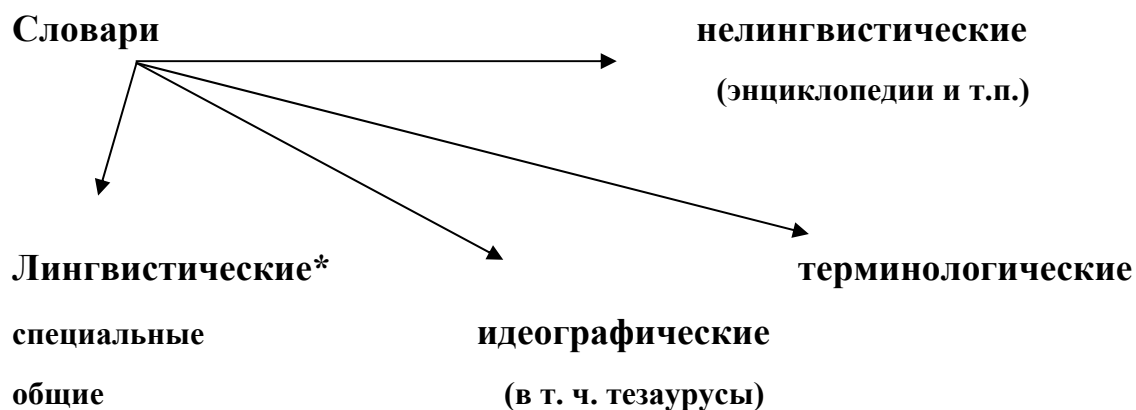 Словари нелингвистические
(энциклопедии и т.п.)
Лингвистические* терминологические
специальные идеографические
общие (в т. ч. тезаурусы)